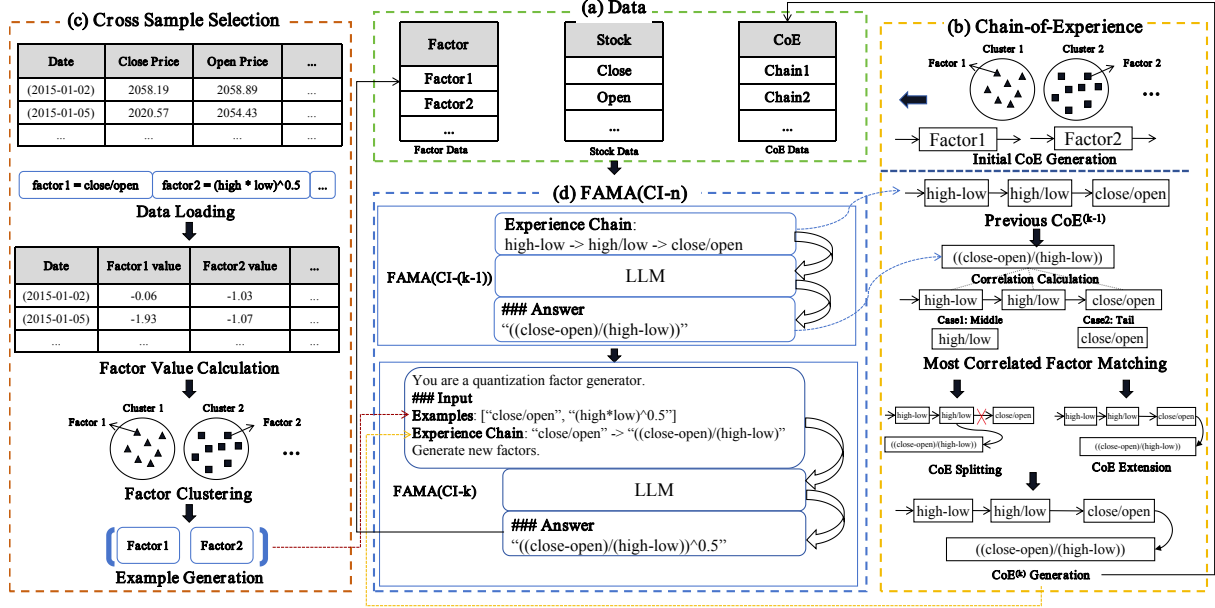 (c) Cross Sample Selection
Date Close Price Open Price ...
(2015-01-02) 2058.19 2058.89 ...
(2015-01-05) 2020.57 2054.43 ...
... ... ... ...
factor1 = close/open factor2 = (high * low)^0.5 ...
Data Loading
Date Factor1 value Factor2 value ...
(2015-01-02) -0.06 -1.03 ...
(2015-01-05) -1.93 -1.07 ...
... ... ... ...
Factor Value Calculation
Cluster 1 Cluster 2
Factor 1 Factor 2
...
Factor Clustering
Factor1 Factor2
Example Generation
(a) Data
Factor
Factor1
Factor2
...
Factor Data
Stock
Close
Open
...
Stock Data
CoE
Chain1
Chain2
...
CoE Data
(d) FAMA(CI-n)
FAMA(CI-(k-1))
Experience Chain:
high-low -> high/low -> close/open
LLM
### Answer
“((close-open)/(high-low))”
You are a quantization factor generator.
### Input
Examples: [“close/open”, “(high*low)^0.5”]
Experience Chain: “close/open” -> “((close-open)/(high-low)”
Generate new factors.
FAMA(CI-k)
LLM
### Answer
“((close-open)/(high-low))^0.5”
(b) Chain-of-Experience
Cluster 1 Cluster 2
Factor 1 Factor 2
...
Factor1 Factor2
Initial CoE Generation
high-low high/low close/open
Previous CoE(k-1)
((close-open)/(high-low))
Correlation Calculation
high-low high/low close/open
Case1: Middle Case2: Tail
high/low close/open
Most Correlated Factor Matching
high-low high/low close/open
((close-open)/(high-low))
CoE Splitting
high-low high/low close/open
((close-open)/(high-low))
CoE Extension
high-low high/low close/open
((close-open)/(high-low))
CoE(k) Generation